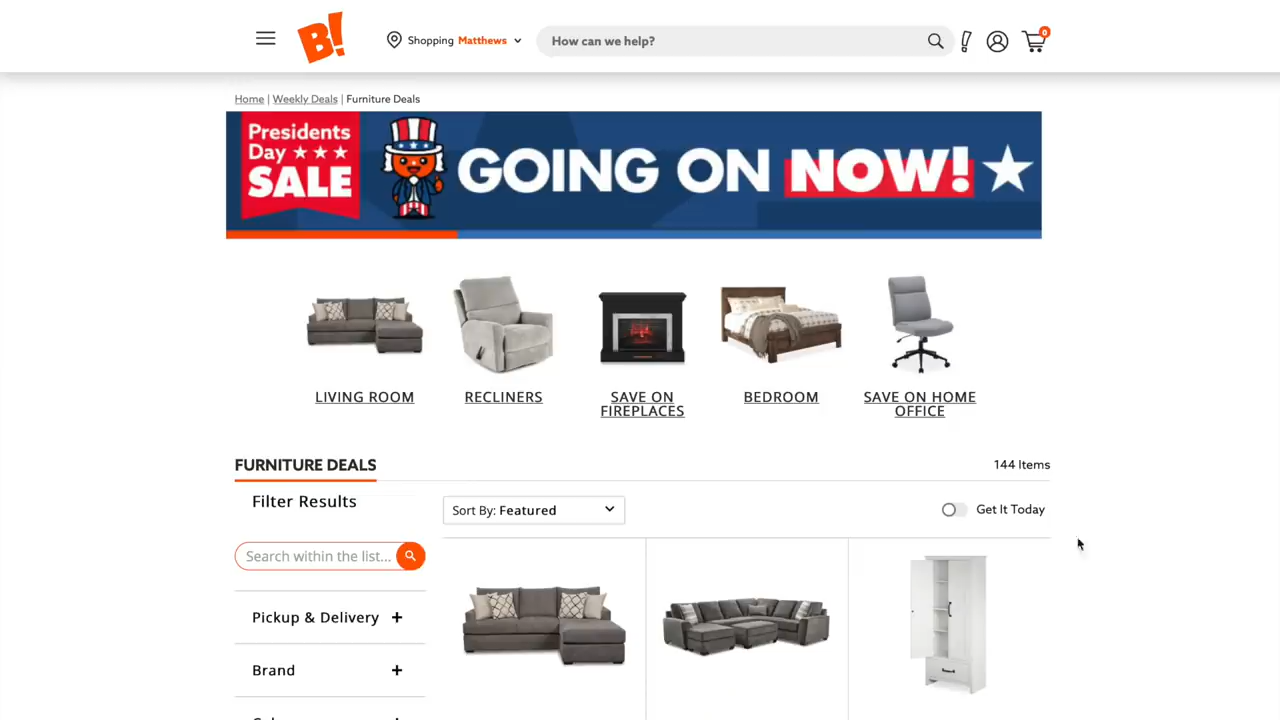 B!
Shopping Matthews
How can we help?
0
Home | Weekly Deals | Furniture Deals
Presidents
Day
SALE
GOING ON NOW!
LIVING ROOM
RECLINERS
SAVE ON
FIREPLACES
BEDROOM
SAVE ON HOME
OFFICE
FURNITURE DEALS
144 Items
Filter Results
Sort By: Featured
Get It Today
Search within the list...
Pickup & Delivery +
Brand +